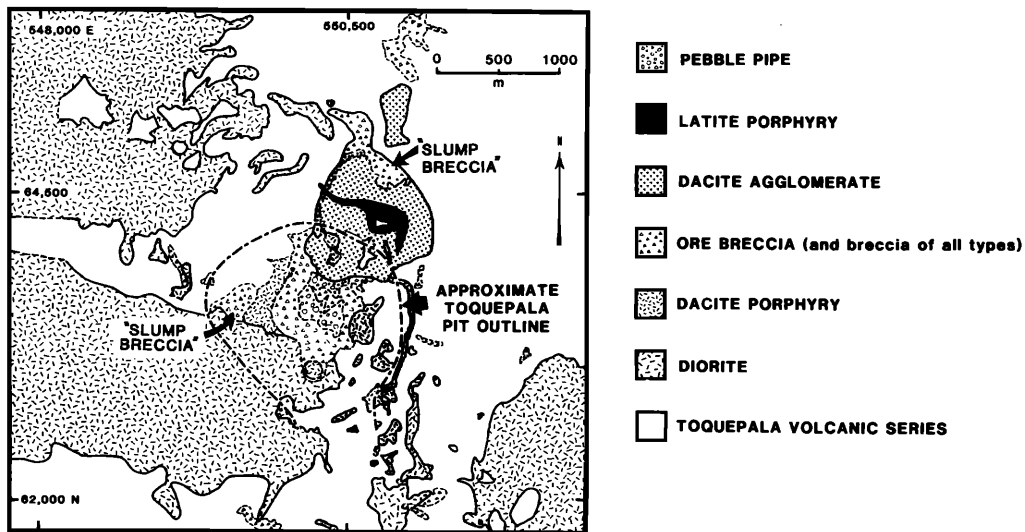 548,000 E
550,500
0 500 1000
m
"SLUMP
BRECCIA"
N
64,500
APPROXIMATE
TOQUEPALA
PIT OUTLINE
"SLUMP
BRECCIA"
62,000 N
PEBBLE PIPE
LATITE PORPHYRY
DACITE AGGLOMERATE
ORE BRECCIA (and breccia of all types)
DACITE PORPHYRY
DIORITE
TOQUEPALA VOLCANIC SERIES